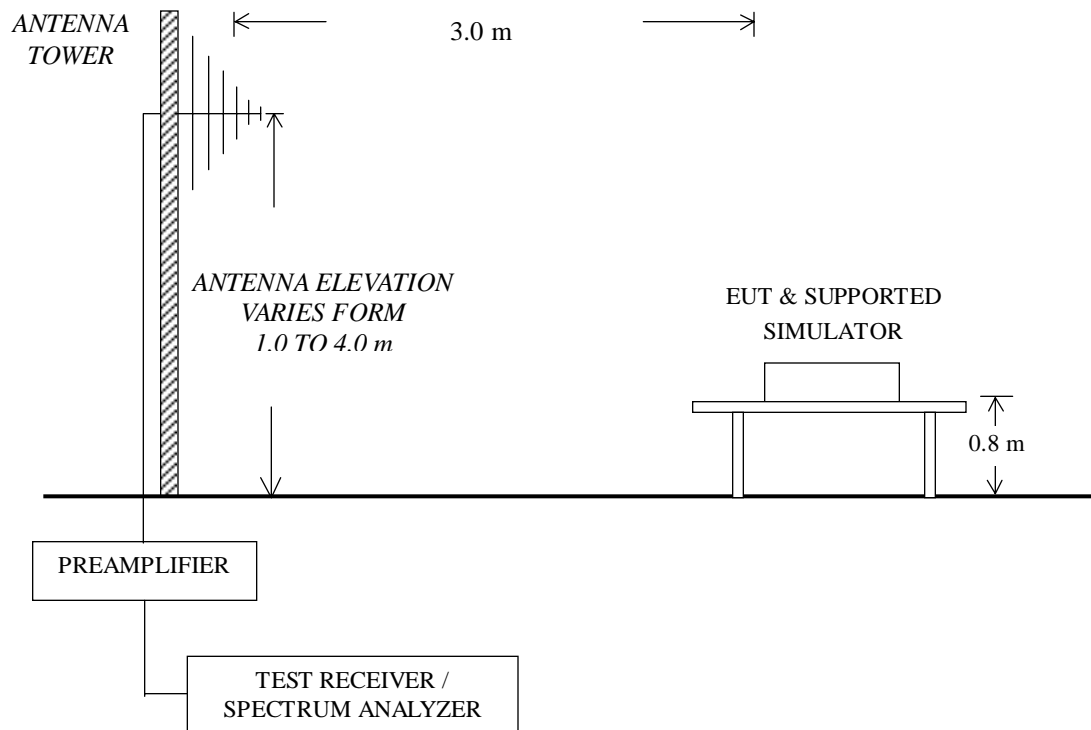 ANTENNA
TOWER
3.0 m
ANTENNA ELEVATION
VARIES FORM
1.0 TO 4.0 m
EUT & SUPPORTED
SIMULATOR
0.8 m
PREAMPLIFIER
TEST RECEIVER /
SPECTRUM ANALYZER